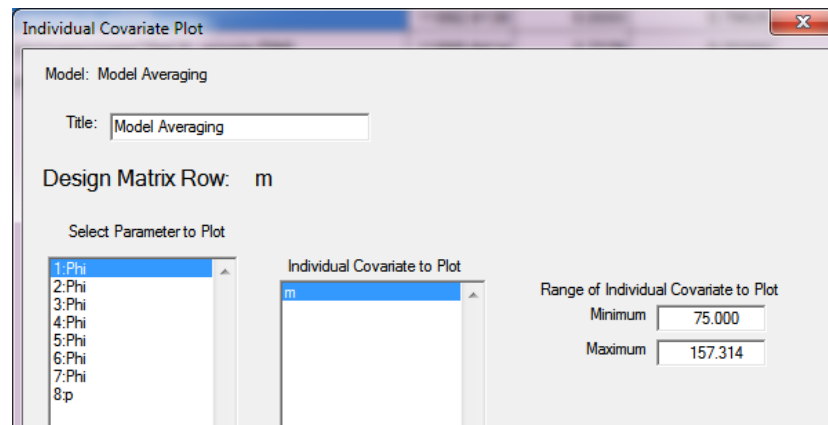 Individual Covariate Plot
Model: Model Averaging
Title: Model Averaging
Design Matrix Row: m
Select Parameter to Plot
1:Phi
2:Phi
3:Phi
4:Phi
5:Phi
6:Phi
7:Phi
8:p
Individual Covariate to Plot
m
Range of Individual Covariate to Plot
Minimum 75.000
Maximum 157.314